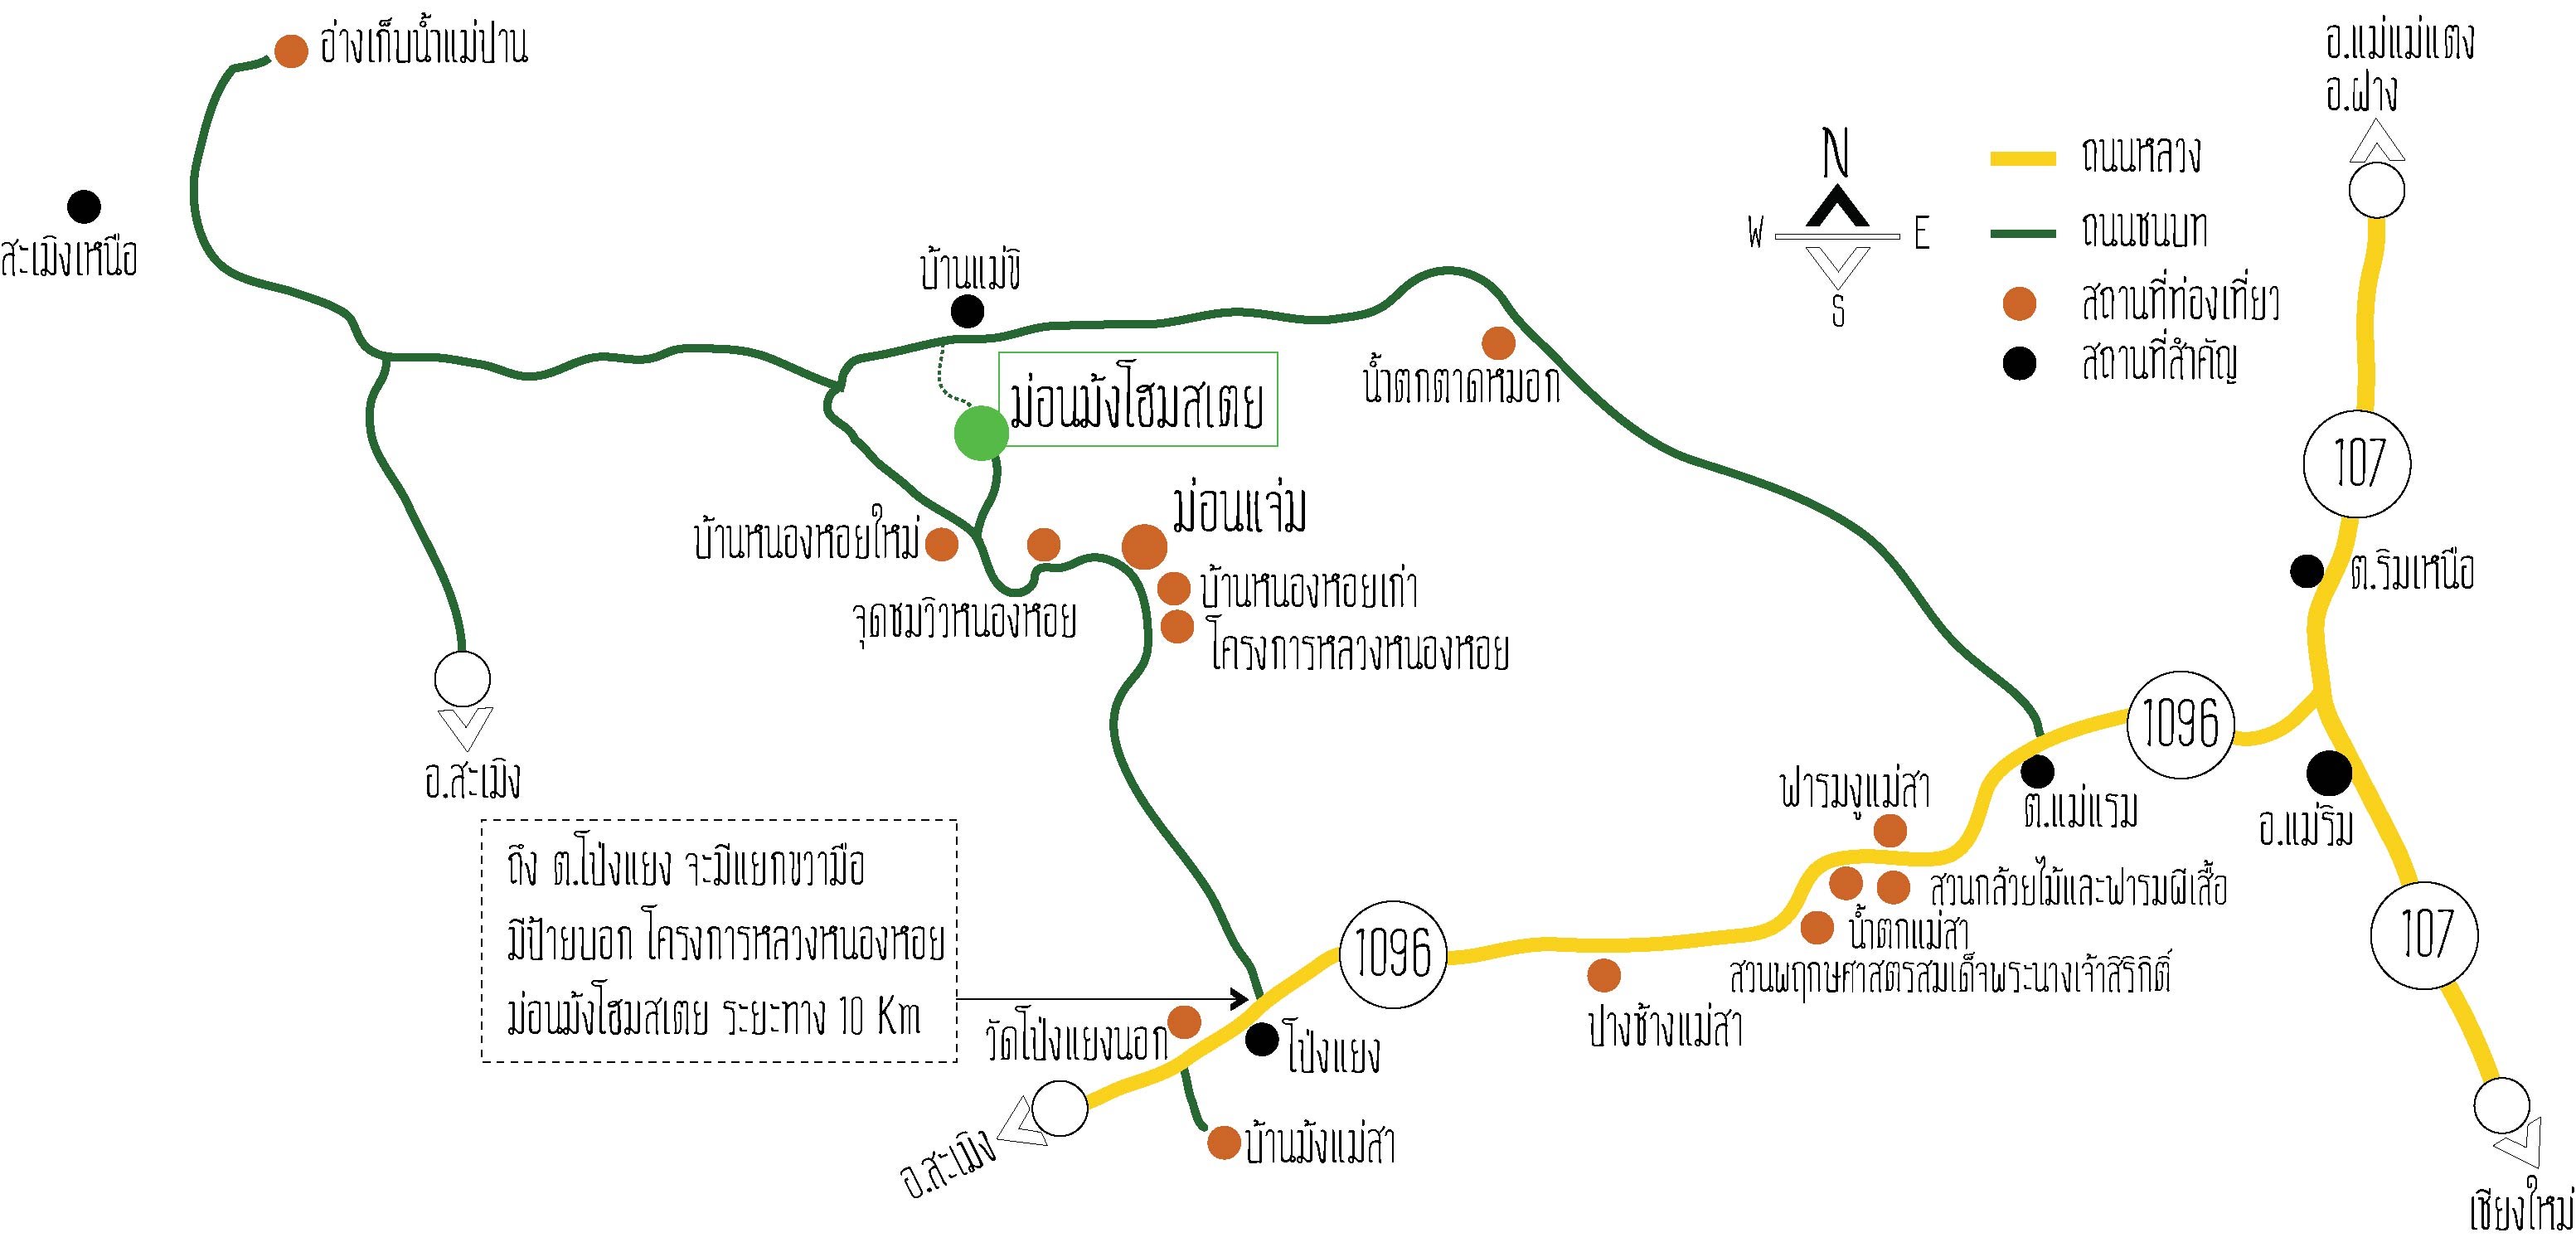 อ่างเก็บน้ำแม่ปาน
อ.แม่แม่แตง
อ.ฝาง
N
W
E
S
ถนนหลวง
ถนนชนบท
สถานที่ท่องเที่ยว
สถานที่สำคัญ
สะเมิงเหนือ
บ้านแม่ขิ
ม่อนม้งโฮมสเตย
น้ำตกตาดหมอก
107
ม่อนแจ่ม
บ้านหนองหอยใหม่
บ้านหนองหอยเก่า
จุดชมวิวหนองหอย
โครงการหลวงหนองหอย
ต.ริมเหนือ
1096
อ.สะเมิง
ฟารมงูแม่สา
ต.แม่แรม
อ.แม่ริม
ถึง ต.โป่งแยง จะมีแยกขวามือ
มีป้ายบอก โครงการหลวงหนองหอย
ม่อนม้งโฮมสเตย ระยะทาง 10 Km
สวนกล้วยไม้และฟารมผีเสื้อ
น้ำตกแม่สา
สวนพฤกษศาสตรสมเด็จพระนางเจ้าสิริกิติ์
1096
107
ปางช้างแม่สา
วัดโป่งแยงนอก
โป่งแยง
บ้านม้งแม่สา
อ.สะเมิง
เชียงใหม่